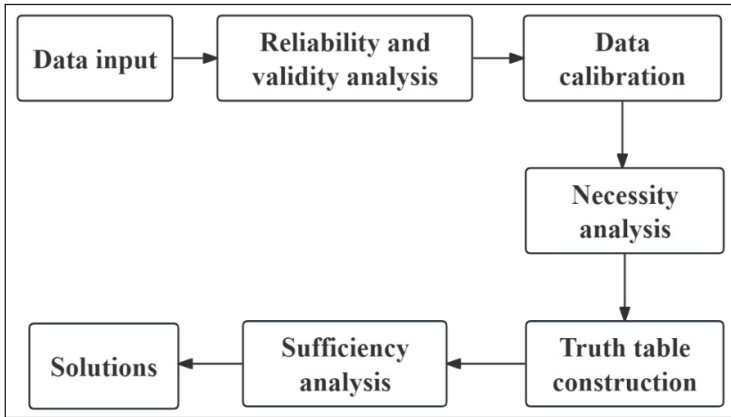 Data input
Reliability and
validity analysis
Data
calibration
Necessity
analysis
Truth table
construction
Sufficiency
analysis
Solutions